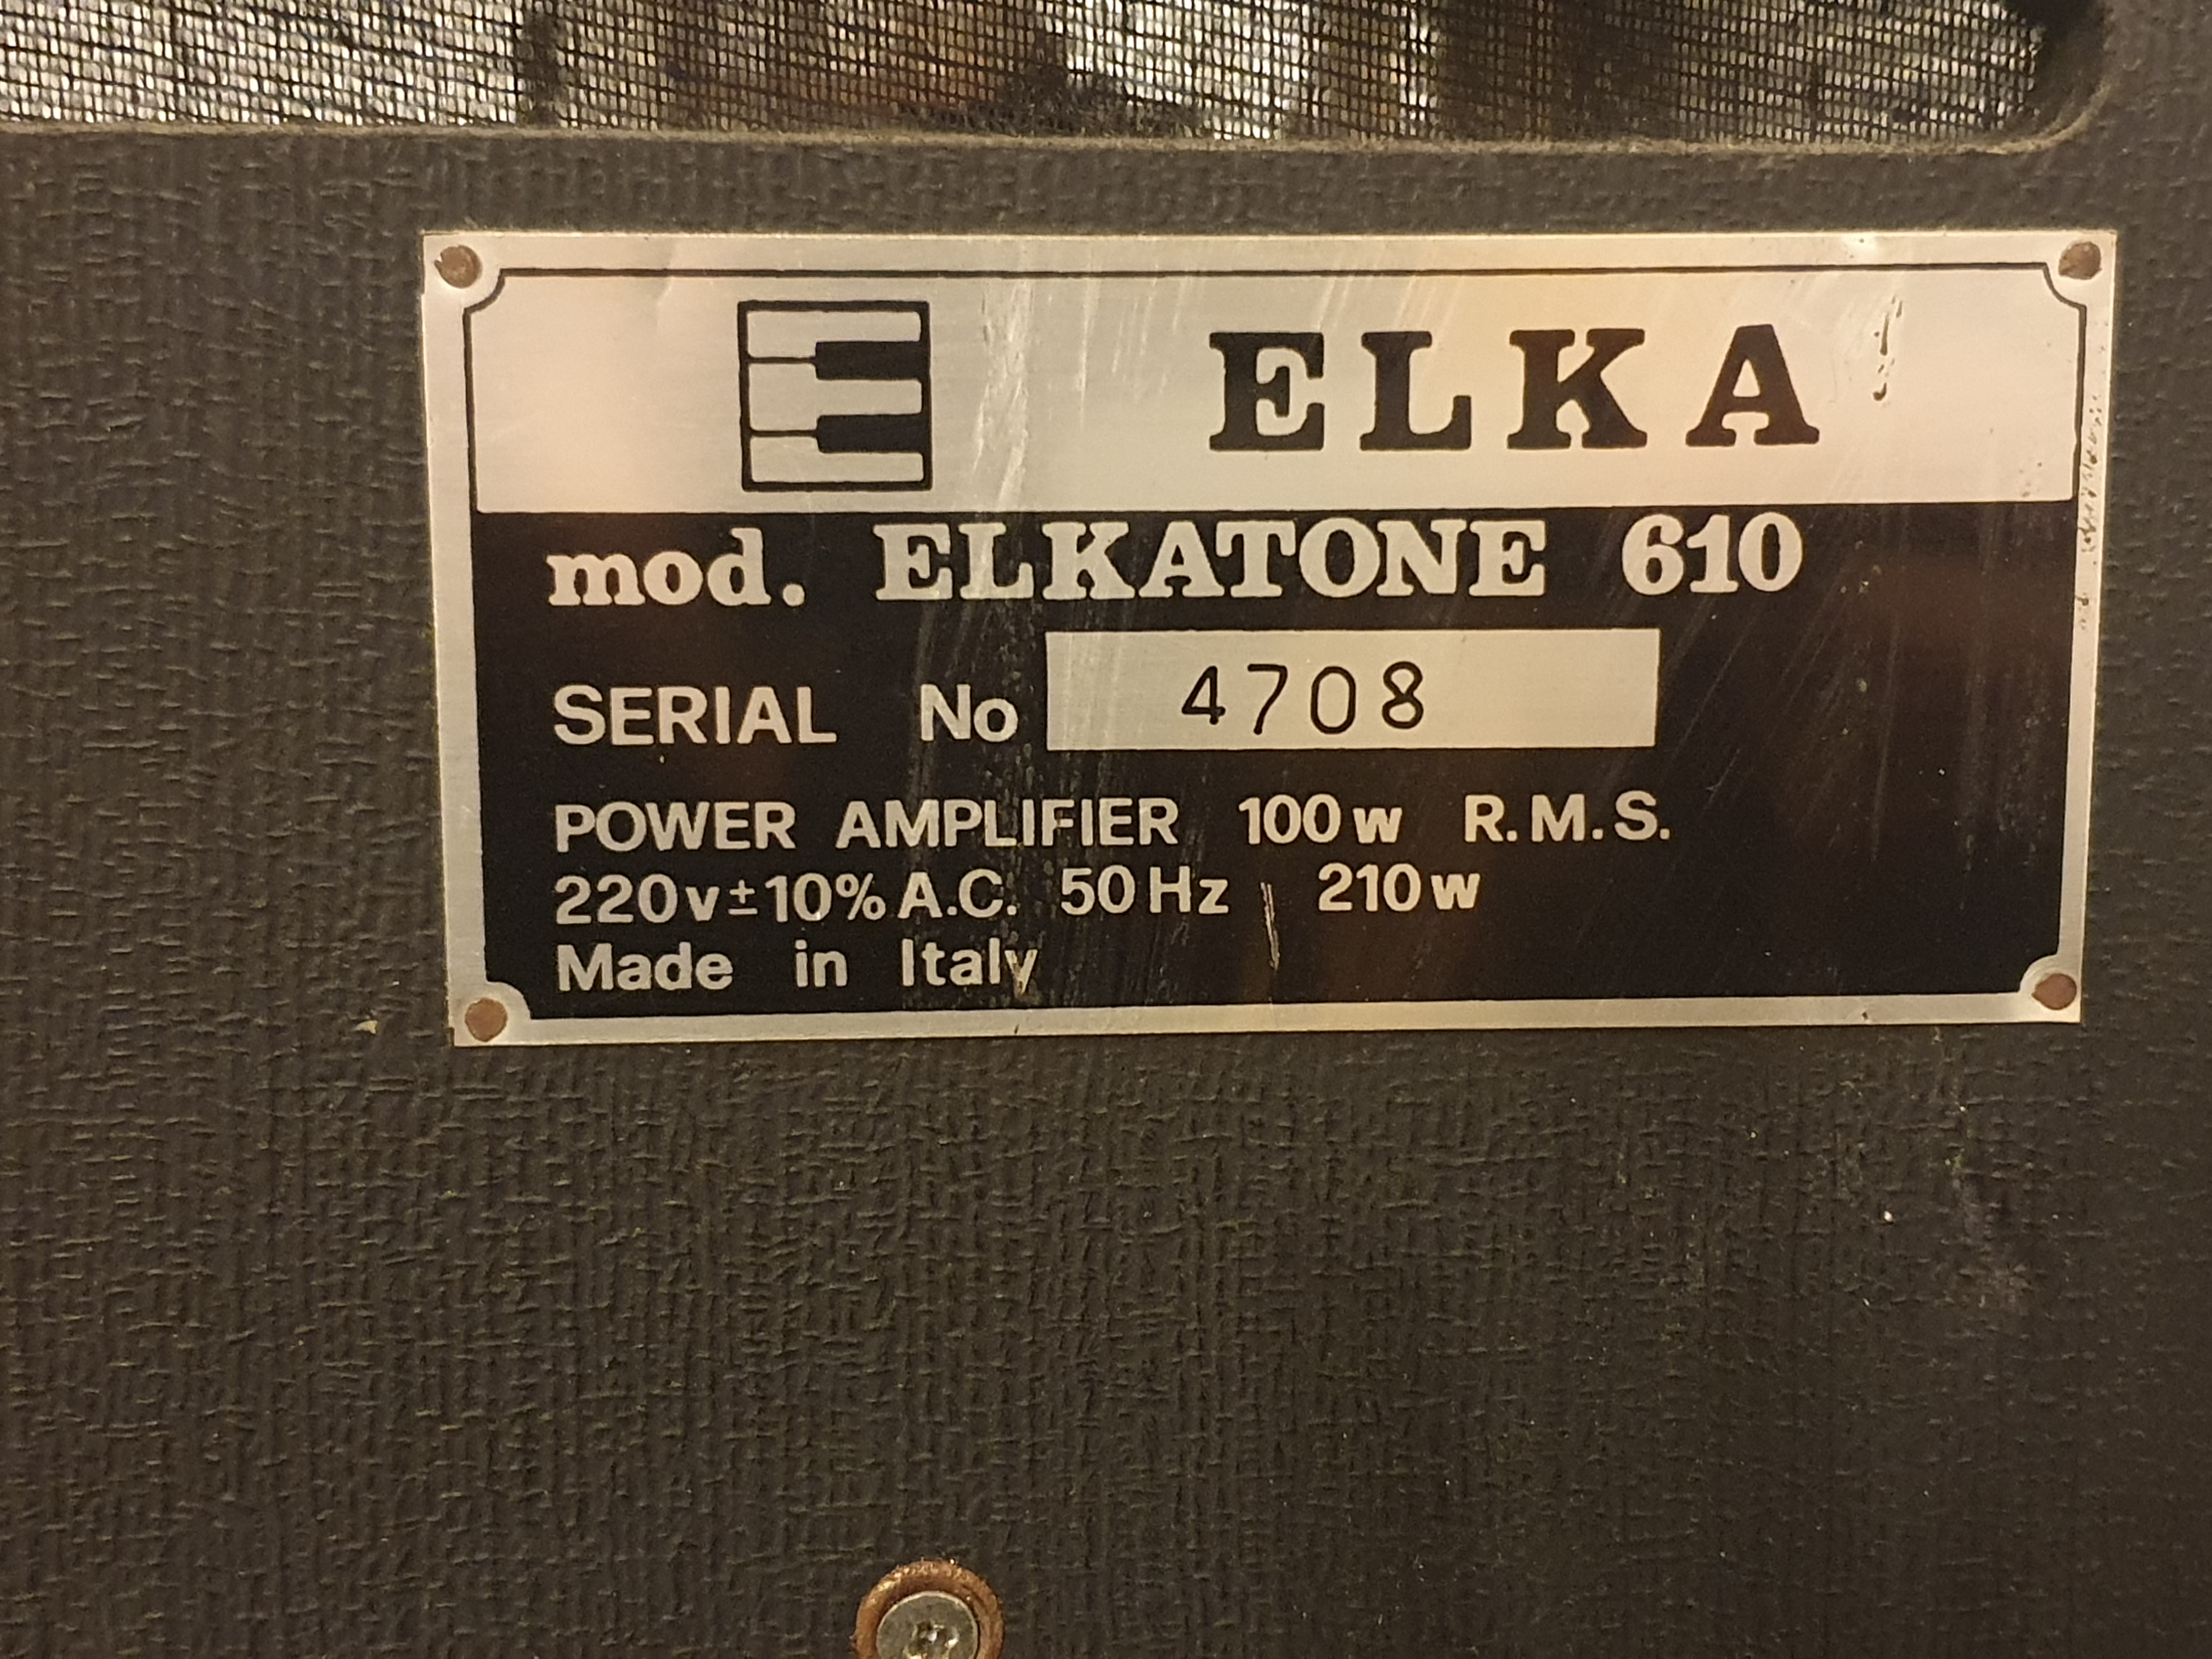 ELKA
mod. ELKATONE 610
SERIAL No 4708
POWER AMPLIFIER 100w R.M.S.
220v±10% A.C. 50Hz 210w
Made in Italy